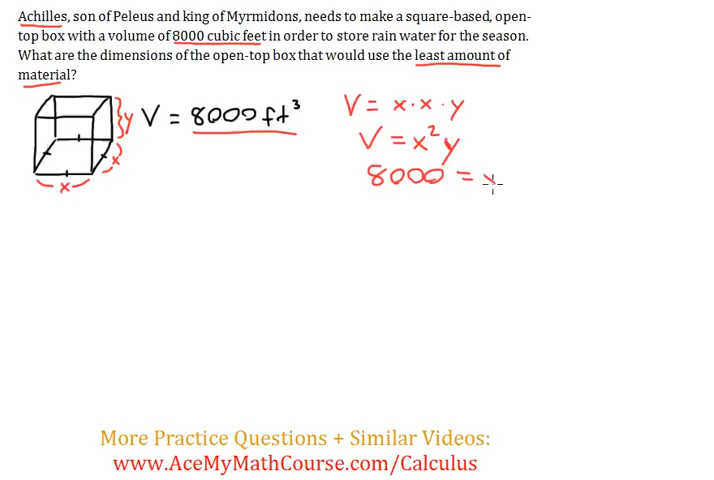 Achilles, son of Peleus and king of Myrmidons, needs to make a square-based, open-
top box with a volume of 8000 cubic feet in order to store rain water for the season.
What are the dimensions of the open-top box that would use the least amount of
material?
V = 8000 ft³
y
x
x
V = x · x · y
V = x²y
8000 = x
More Practice Questions + Similar Videos:
www.AceMyMathCourse.com/Calculus